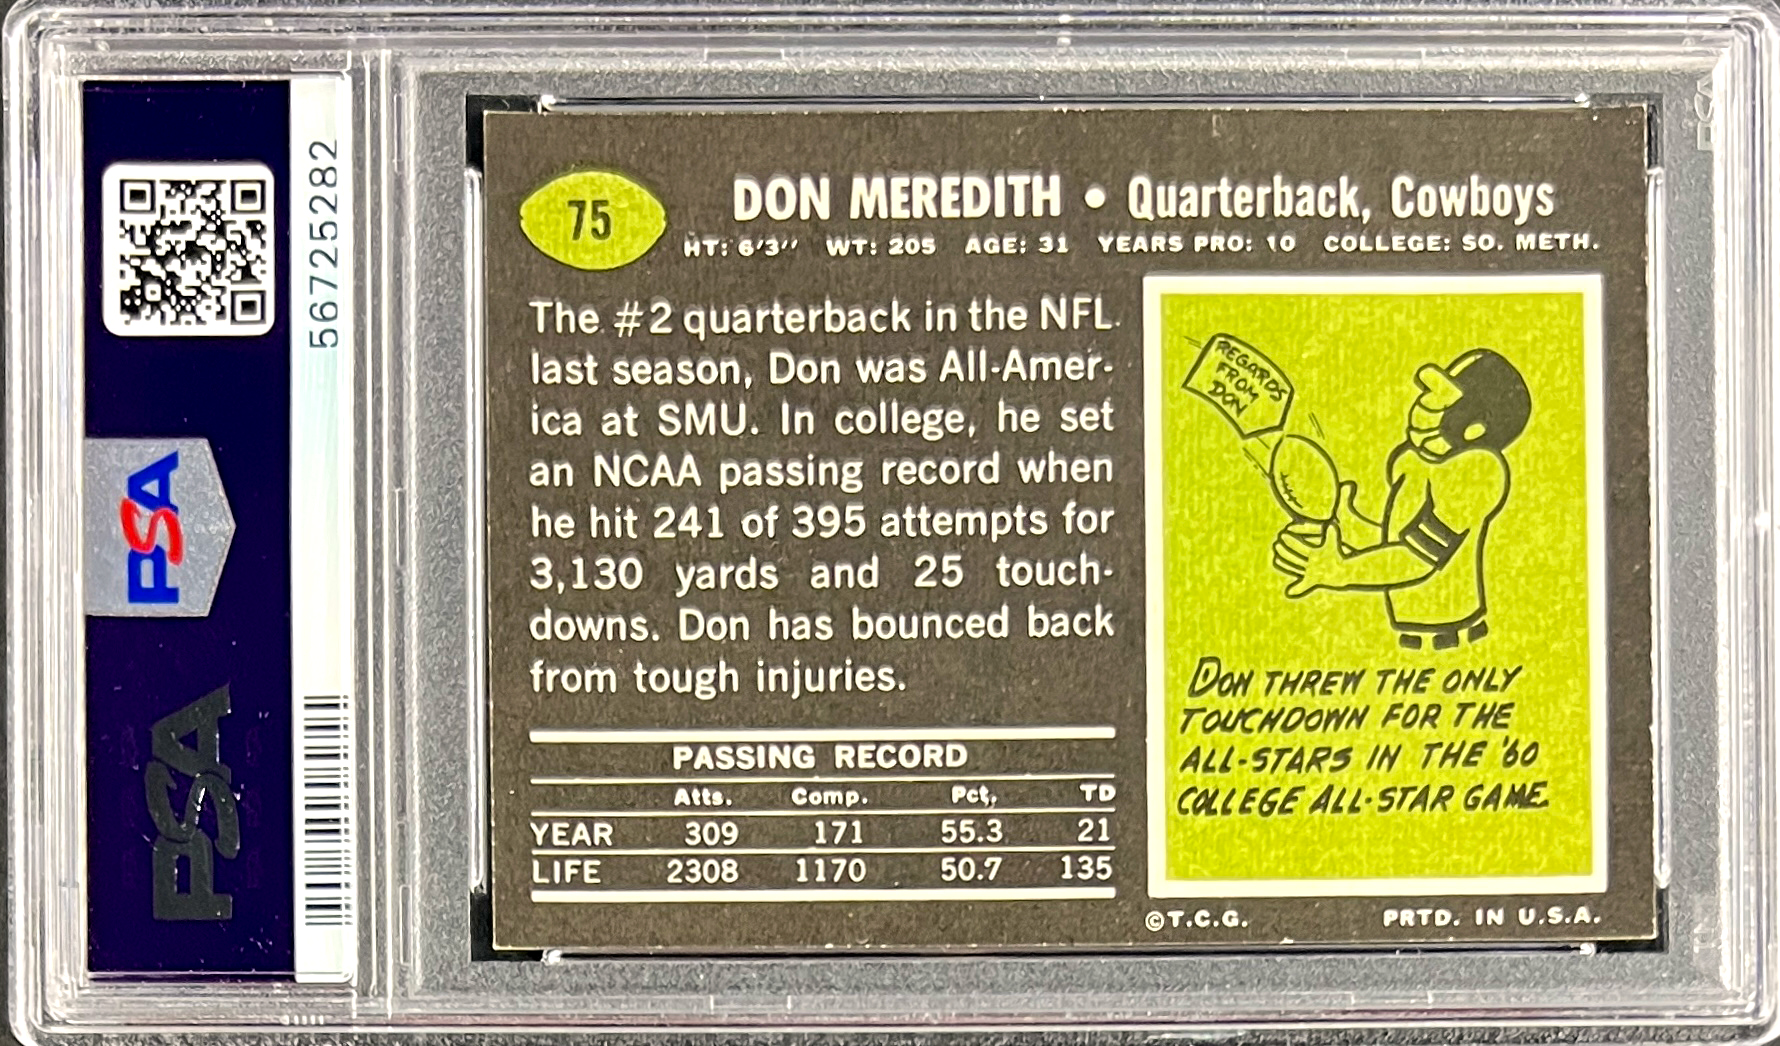 56725282
PSA
PSA
75
DON MEREDITH • Quarterback, Cowboys
HT: 6'3'' WT: 205 AGE: 31 YEARS PRO: 10 COLLEGE: SO. METH.
The #2 quarterback in the NFL
last season, Don was All-Amer-
ica at SMU. In college, he set
an NCAA passing record when
he hit 241 of 395 attempts for
3,130 yards and 25 touch-
downs. Don has bounced back
from tough injuries.
PASSING RECORD
Atts. Comp. Pct. TD
YEAR 309 171 55.3 21
LIFE 2308 1170 50.7 135
REGARDS
FROM
DON
DON THREW THE ONLY
TOUCHDOWN FOR THE
ALL-STARS IN THE '60
COLLEGE ALL-STAR GAME.
©T.C.G. PRTD. IN U.S.A.
PSA